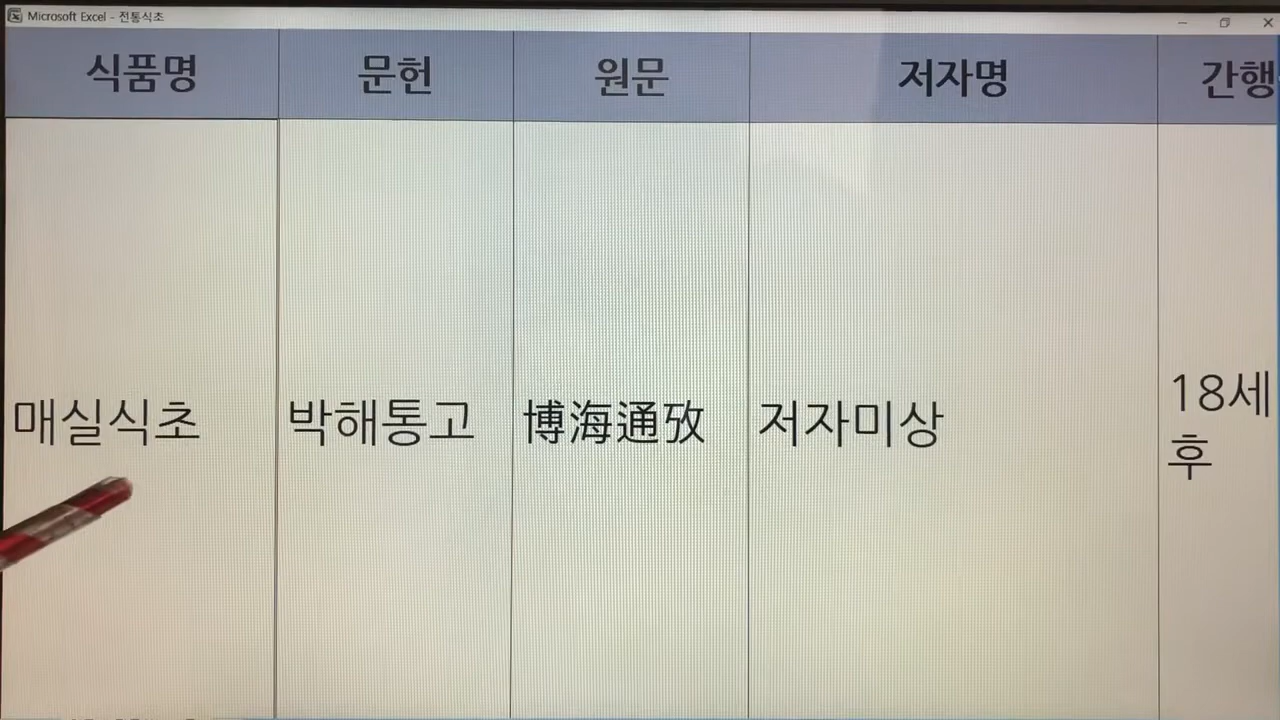 Microsoft Excel - 전통식초
식품명 문헌 원문 저자명 간행
매실식초 박해통고 博海通攷 저자미상 18세
후